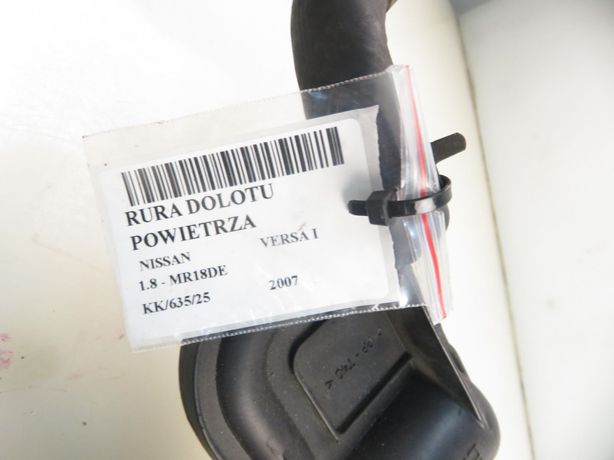 RURA DOLOTU
POWIETRZA
NISSAN VERSA I
1.8 - MR18DE
KK/635/25 2007